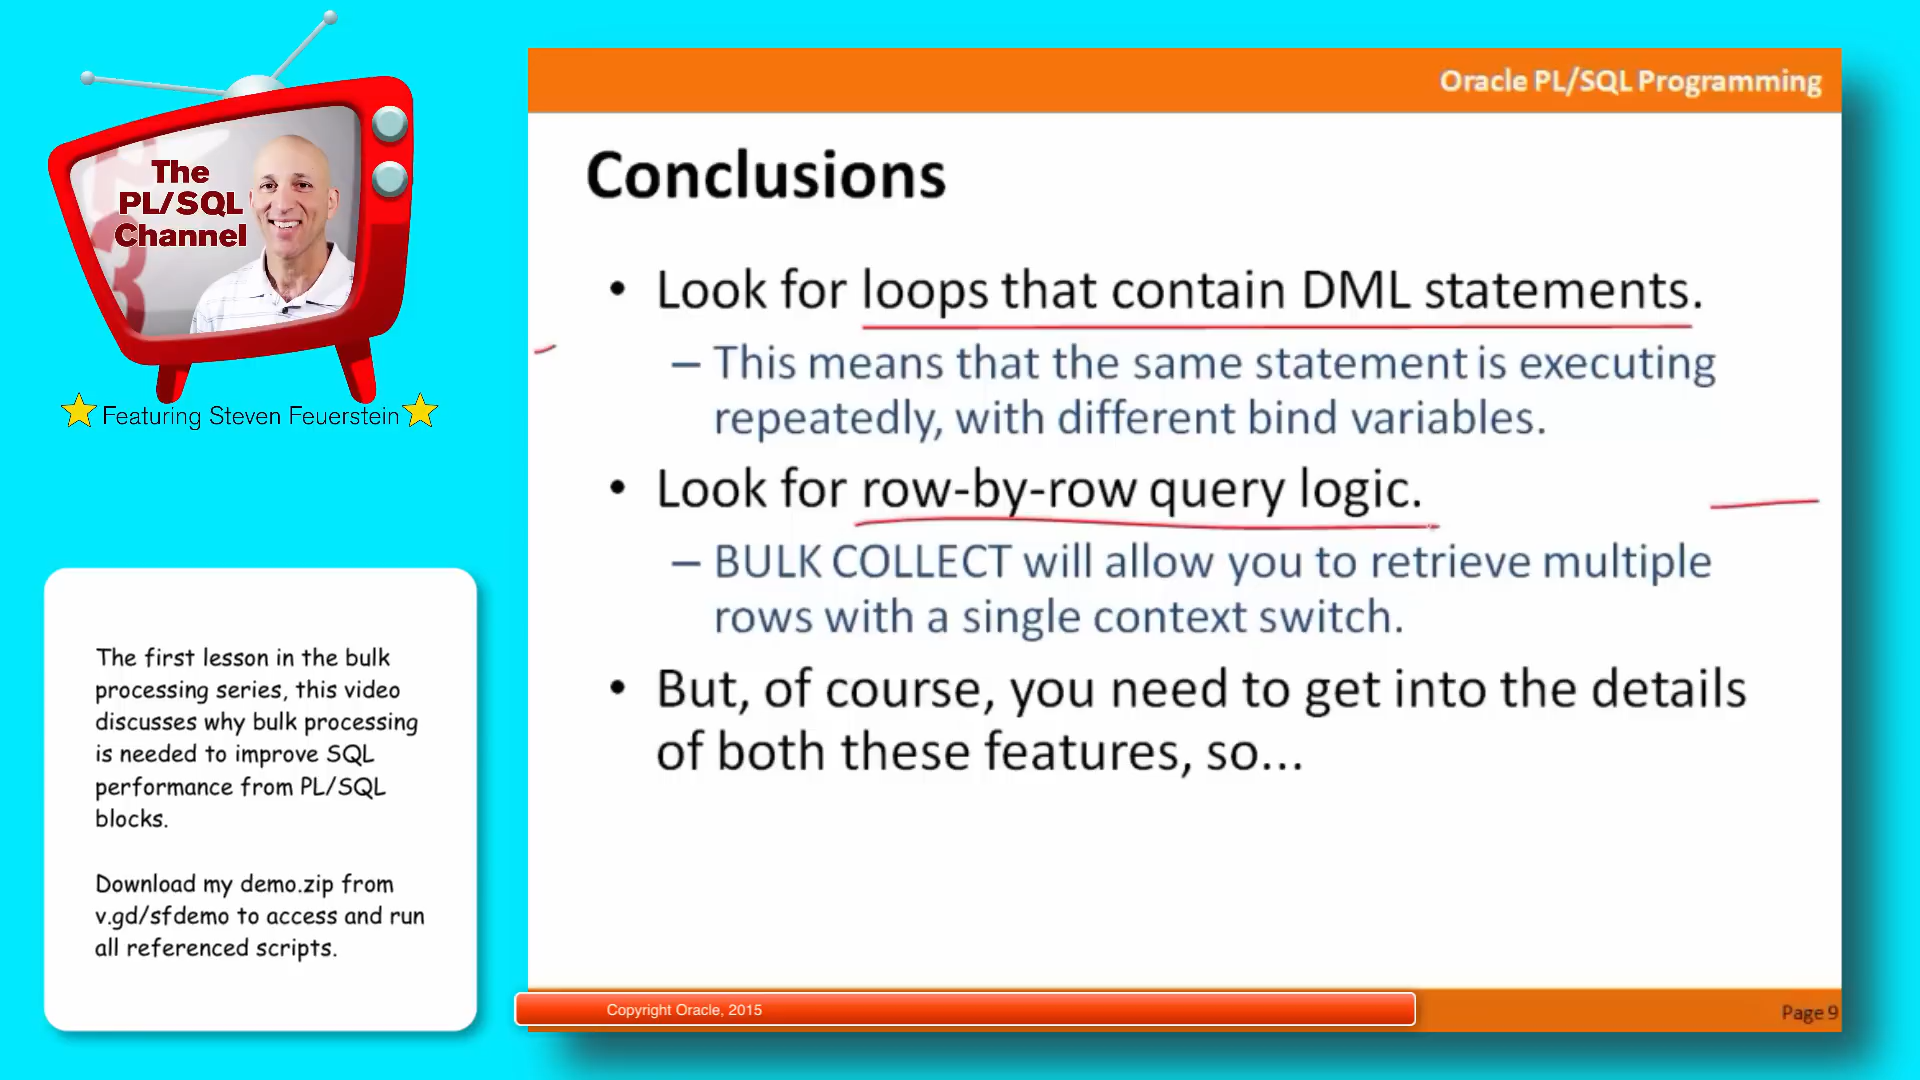 The
PL/SQL
Channel
Featuring Steven Feuerstein
The first lesson in the bulk
processing series, this video
discusses why bulk processing
is needed to improve SQL
performance from PL/SQL
blocks.
Download my demo.zip from
v.gd/sfdemo to access and run
all referenced scripts.
Oracle PL/SQL Programming
Conclusions
• Look for loops that contain DML statements.
– This means that the same statement is executing
repeatedly, with different bind variables.
• Look for row-by-row query logic.
– BULK COLLECT will allow you to retrieve multiple
rows with a single context switch.
• But, of course, you need to get into the details
of both these features, so...
Copyright Oracle, 2015
Page 9